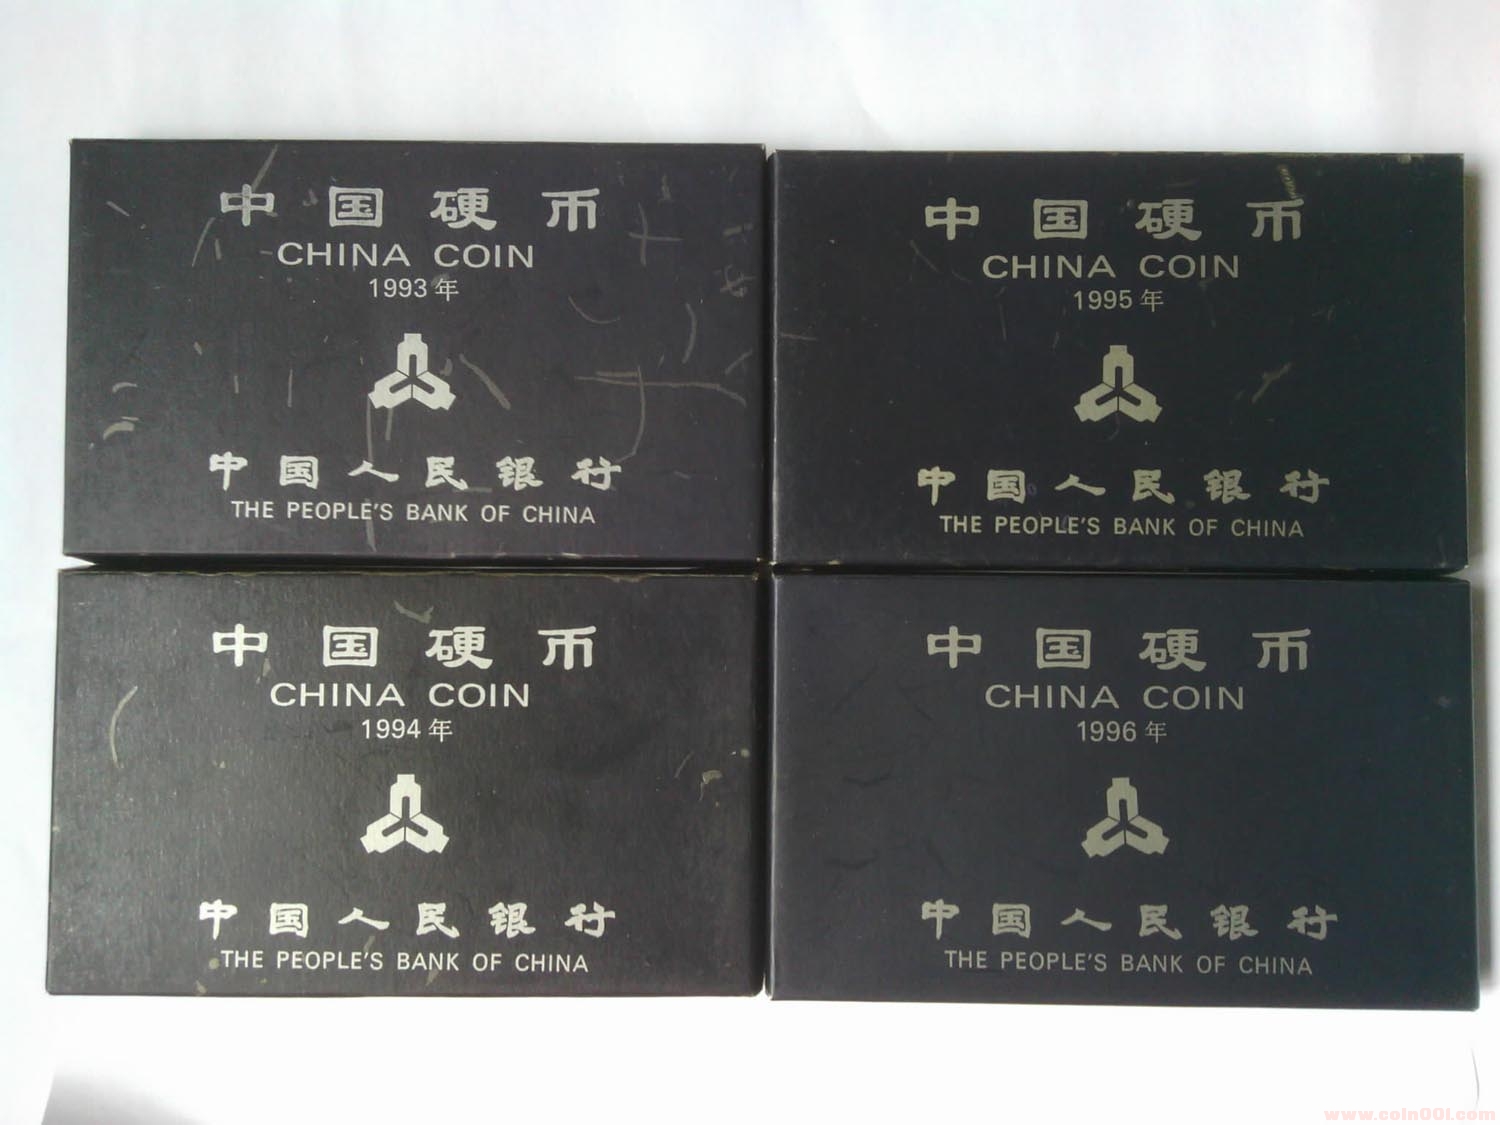 中国硬币
CHINA COIN
1993年
中国人民银行
THE PEOPLE'S BANK OF CHINA
中国硬币
CHINA COIN
1995年
中国人民银行
THE PEOPLE'S BANK OF CHINA
中国硬币
CHINA COIN
1994年
中国人民银行
THE PEOPLE'S BANK OF CHINA
中国硬币
CHINA COIN
1996年
中国人民银行
THE PEOPLE'S BANK OF CHINA
www.coin001.com